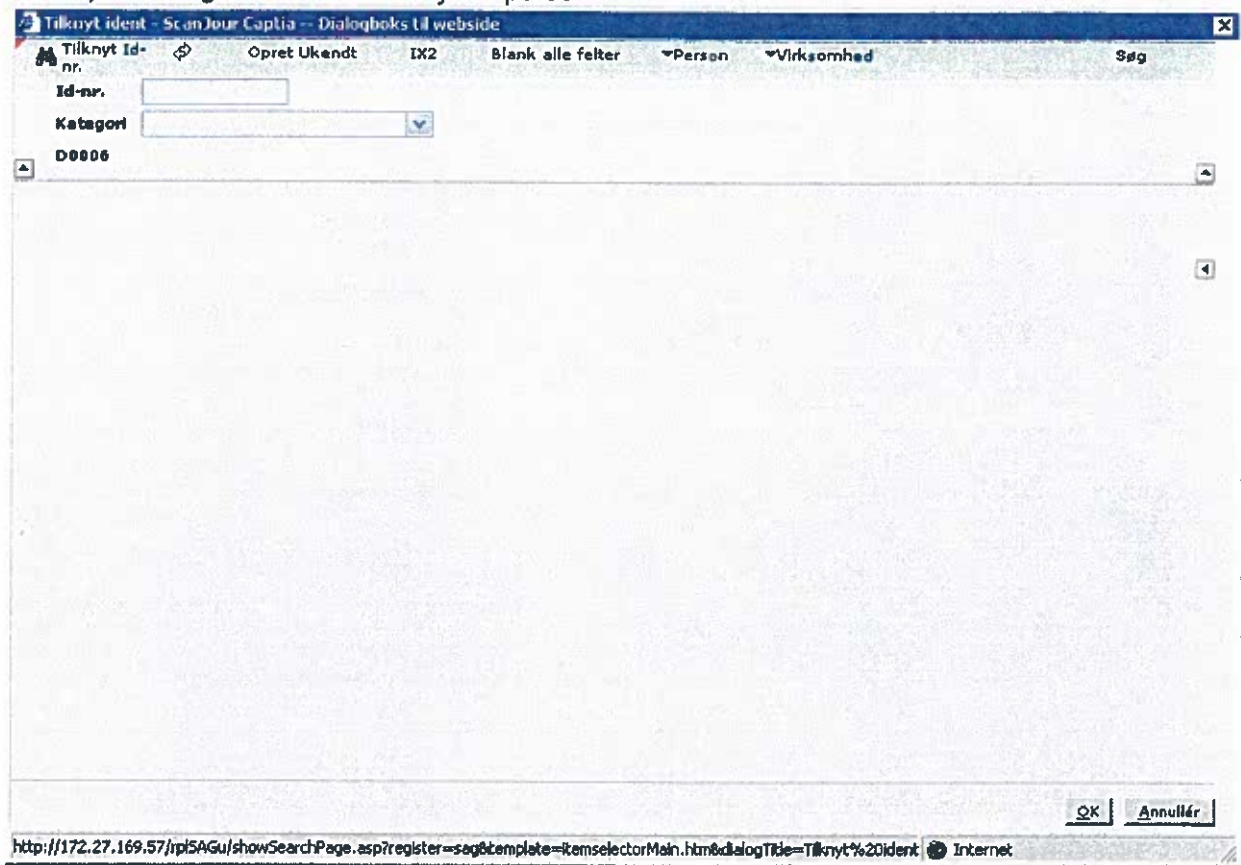 Tilknyt ident - ScanJour Captia -- Dialogboks til webside
Tilknyt Id-nr. Opret Ukendt IX2 Blank alle felter Person Virksomhed Søg
Id-nr.
Kategori
D0006
OK Annullér
http://172.27.169.57/rpl5AGu/showSearchPage.asp?register=sag&template=itemselectorMain.htm&dialogTitle=Tilknyt%20ident Internet